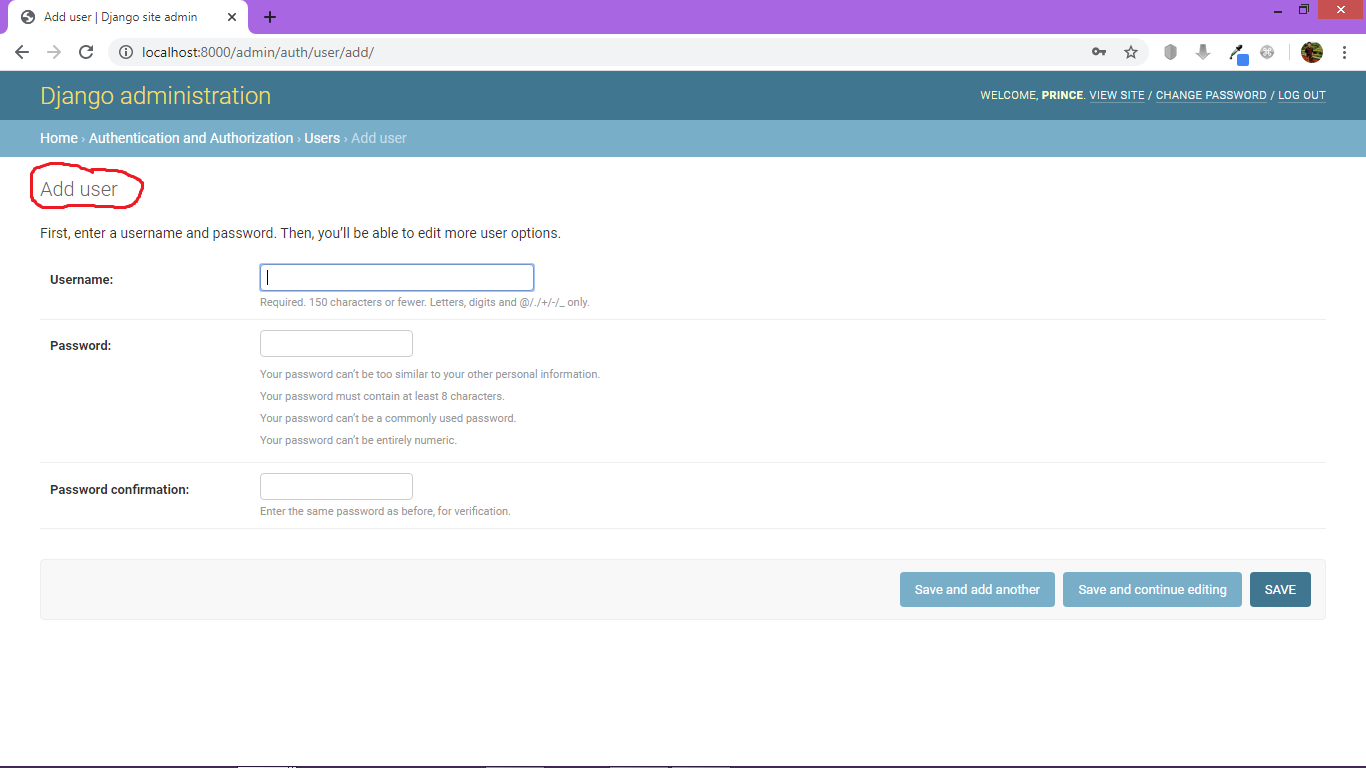 Add user | Django site admin
localhost:8000/admin/auth/user/add/
Django administration
WELCOME, PRINCE. VIEW SITE / CHANGE PASSWORD / LOG OUT
Home › Authentication and Authorization › Users › Add user
Add user
First, enter a username and password. Then, you’ll be able to edit more user options.
Username:
Required. 150 characters or fewer. Letters, digits and @/./+/-/_ only.
Password:
Your password can’t be too similar to your other personal information.
Your password must contain at least 8 characters.
Your password can’t be a commonly used password.
Your password can’t be entirely numeric.
Password confirmation:
Enter the same password as before, for verification.
Save and add another
Save and continue editing
SAVE